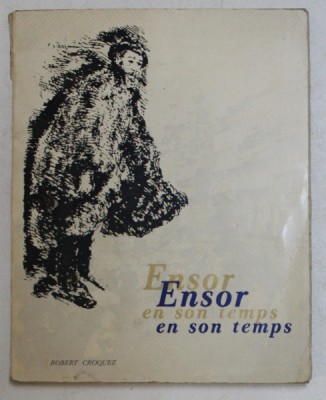 Ensor
Ensor
en son temps
en son temps
ROBERT CROQUEZ